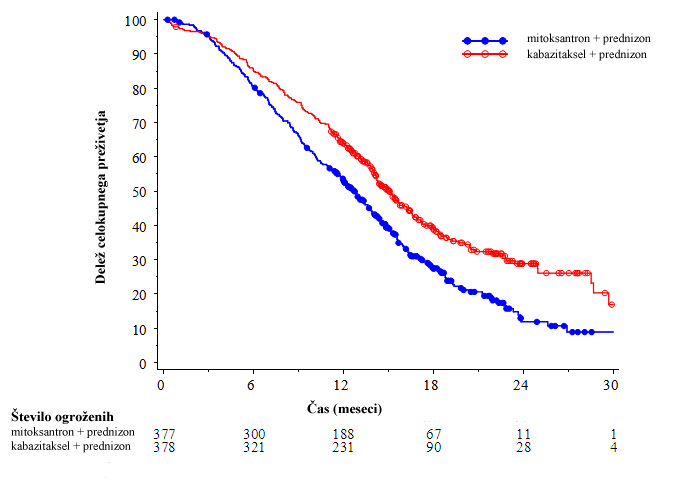 mitoksantron + prednizon
kabazitaksel + prednizon
Delež celokupnega preživetja
100
90
80
70
60
50
40
30
20
10
0
0 6 12 18 24 30
Čas (meseci)
Število ogroženih
mitoksantron + prednizon 377 300 188 67 11 1
kabazitaksel + prednizon 378 321 231 90 28 4